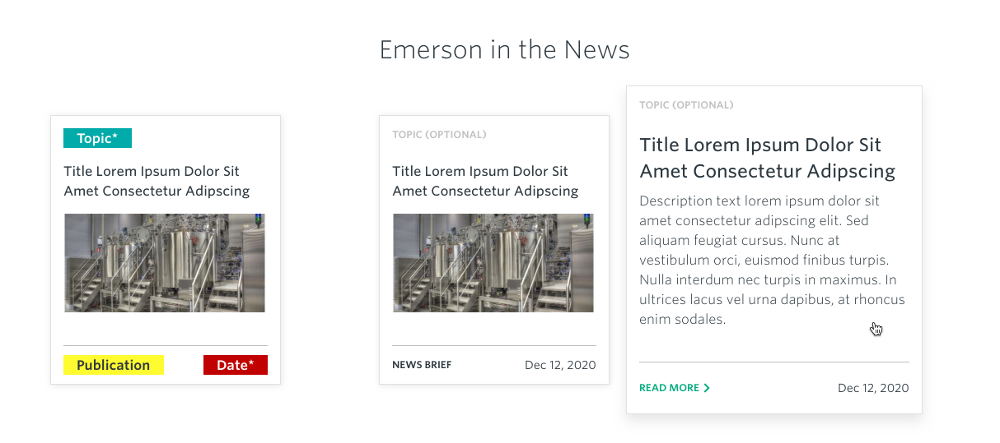 Emerson in the News
Topic*
Title Lorem Ipsum Dolor Sit
Amet Consectetur Adipscing
Publication
Date*
TOPIC (OPTIONAL)
Title Lorem Ipsum Dolor Sit
Amet Consectetur Adipscing
NEWS BRIEF
Dec 12, 2020
TOPIC (OPTIONAL)
Title Lorem Ipsum Dolor Sit
Amet Consectetur Adipscing
Description text lorem ipsum dolor sit
amet consectetur adipscing elit. Sed
aliquam feugiat cursus. Nunc at
vestibulum orci, euismod finibus turpis.
Nulla interdum nec turpis in maximus. In
ultrices lacus vel urna dapibus, at rhoncus
enim sodales.
READ MORE
Dec 12, 2020